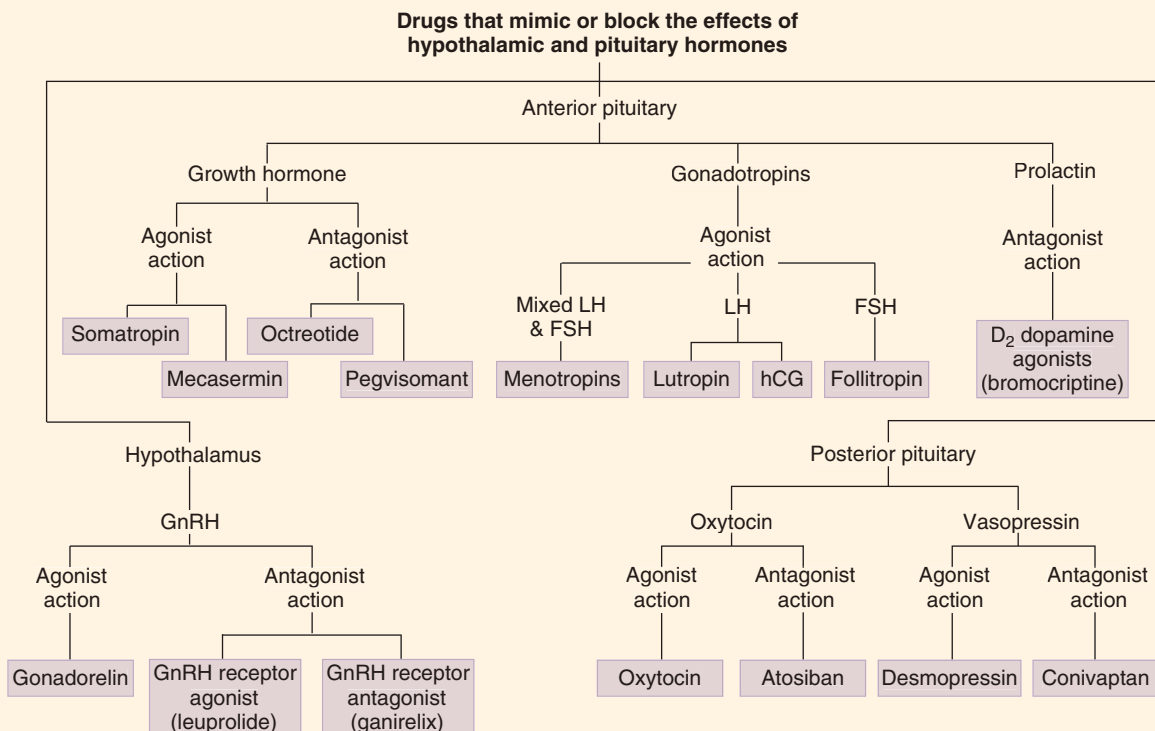 Drugs that mimic or block the effects of
hypothalamic and pituitary hormones
Anterior pituitary
Growth hormone
Gonadotropins
Prolactin
Agonist
action
Antagonist
action
Agonist
action
Antagonist
action
Mixed LH
& FSH
LH
FSH
Somatropin
Octreotide
D2 dopamine
agonists
(bromocriptine)
Mecasermin
Pegvisomant
Menotropins
Lutropin
hCG
Follitropin
Hypothalamus
Posterior pituitary
GnRH
Oxytocin
Vasopressin
Agonist
action
Antagonist
action
Agonist
action
Antagonist
action
Agonist
action
Antagonist
action
Gonadorelin
GnRH receptor
agonist
(leuprolide)
GnRH receptor
antagonist
(ganirelix)
Oxytocin
Atosiban
Desmopressin
Conivaptan